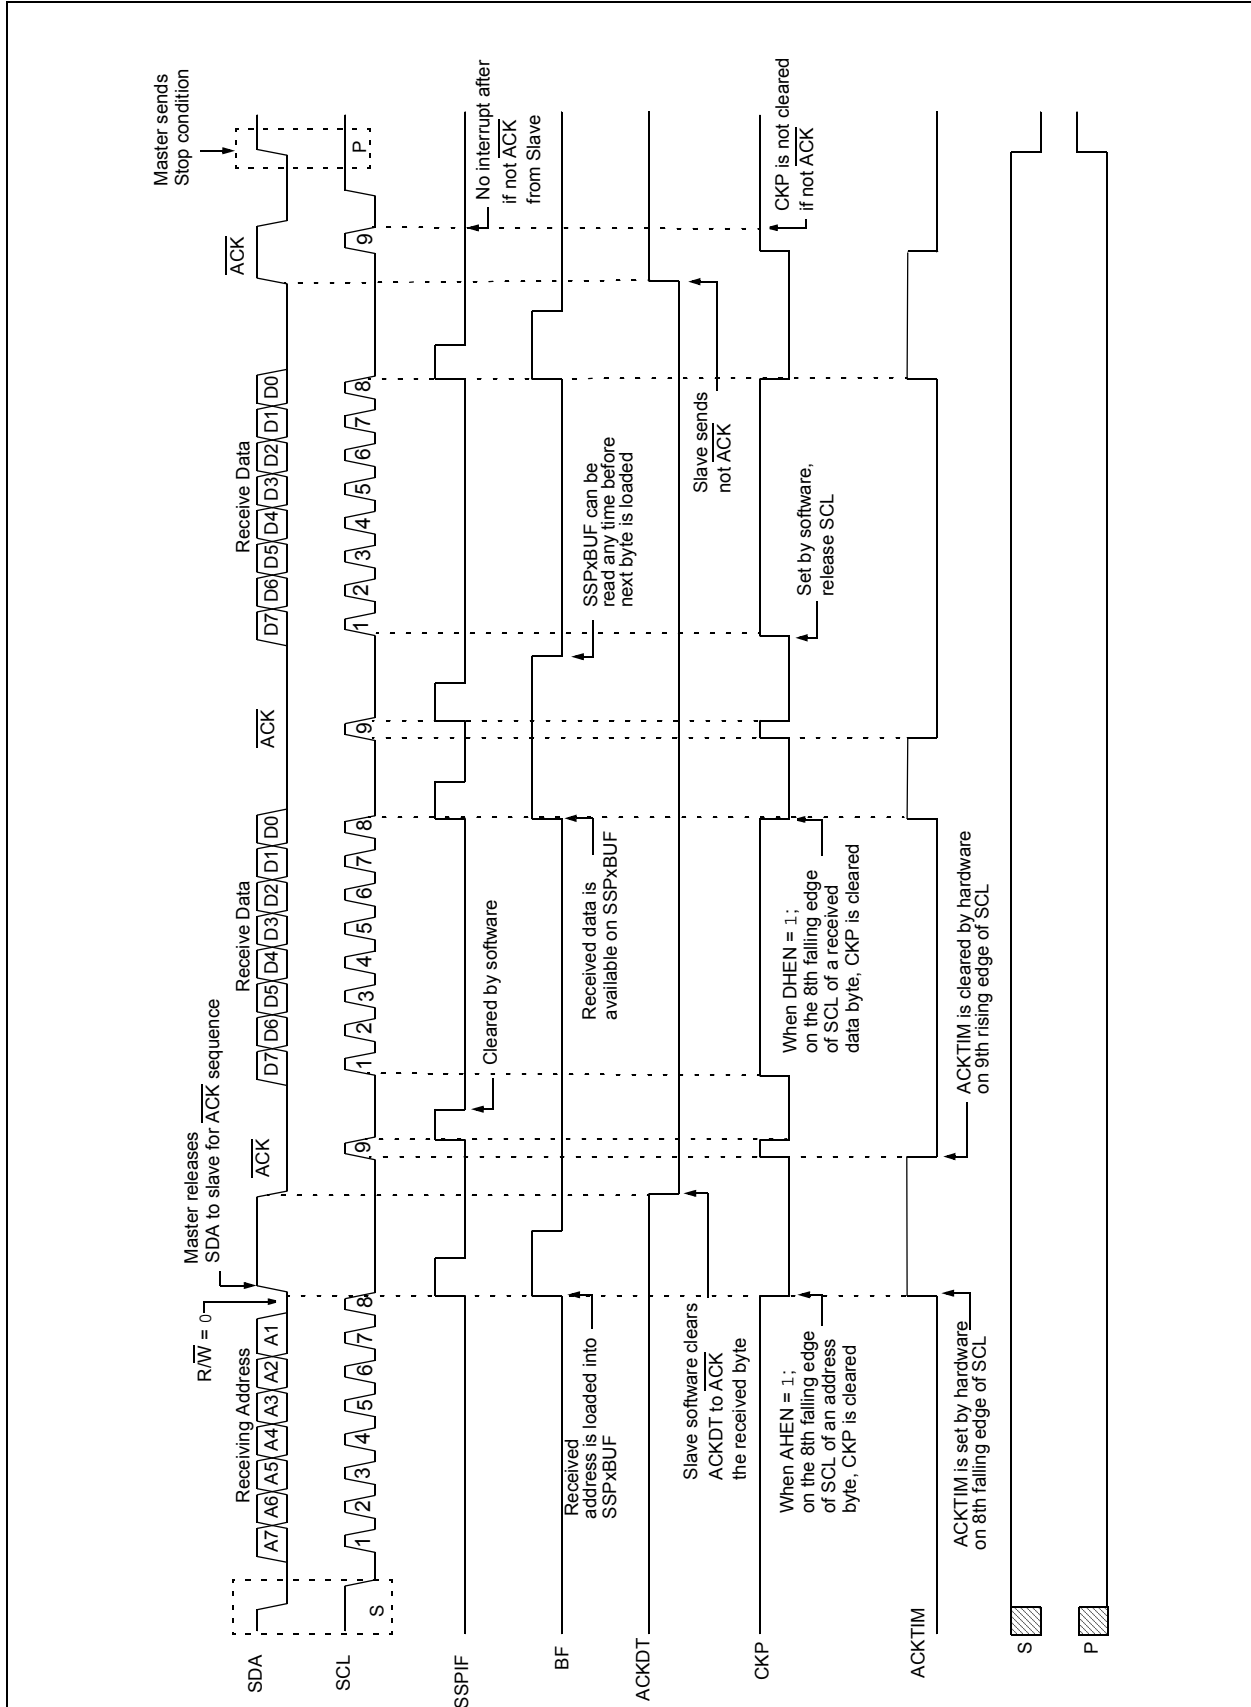 Master sends
Stop condition
Master releases
SDA to slave for ACK sequence
R/W = 0
Receiving Address
ACK
Receive Data
ACK
Receive Data
ACK
SDA
A7 A6 A5 A4 A3 A2 A1
D7 D6 D5 D4 D3 D2 D1 D0
D7 D6 D5 D4 D3 D2 D1 D0
SCL
S
1 2 3 4 5 6 7 8 9
1 2 3 4 5 6 7 8 9
1 2 3 4 5 6 7 8 9
P
SSPIF
Cleared by software
No interrupt after
if not ACK
from Slave
BF
Received
address is loaded into
SSPxBUF
Received data is
available on SSPxBUF
SSPxBUF can be
read any time before
next byte is loaded
ACKDT
Slave software clears
ACKDT to ACK
the received byte
Slave sends
not ACK
CKP
When AHEN = 1;
on the 8th falling edge
of SCL of an address
byte, CKP is cleared
When DHEN = 1;
on the 8th falling edge
of SCL of a received
data byte, CKP is cleared
Set by software,
release SCL
CKP is not cleared
if not ACK
ACKTIM
ACKTIM is set by hardware
on 8th falling edge of SCL
ACKTIM is cleared by hardware
on 9th rising edge of SCL
S
P